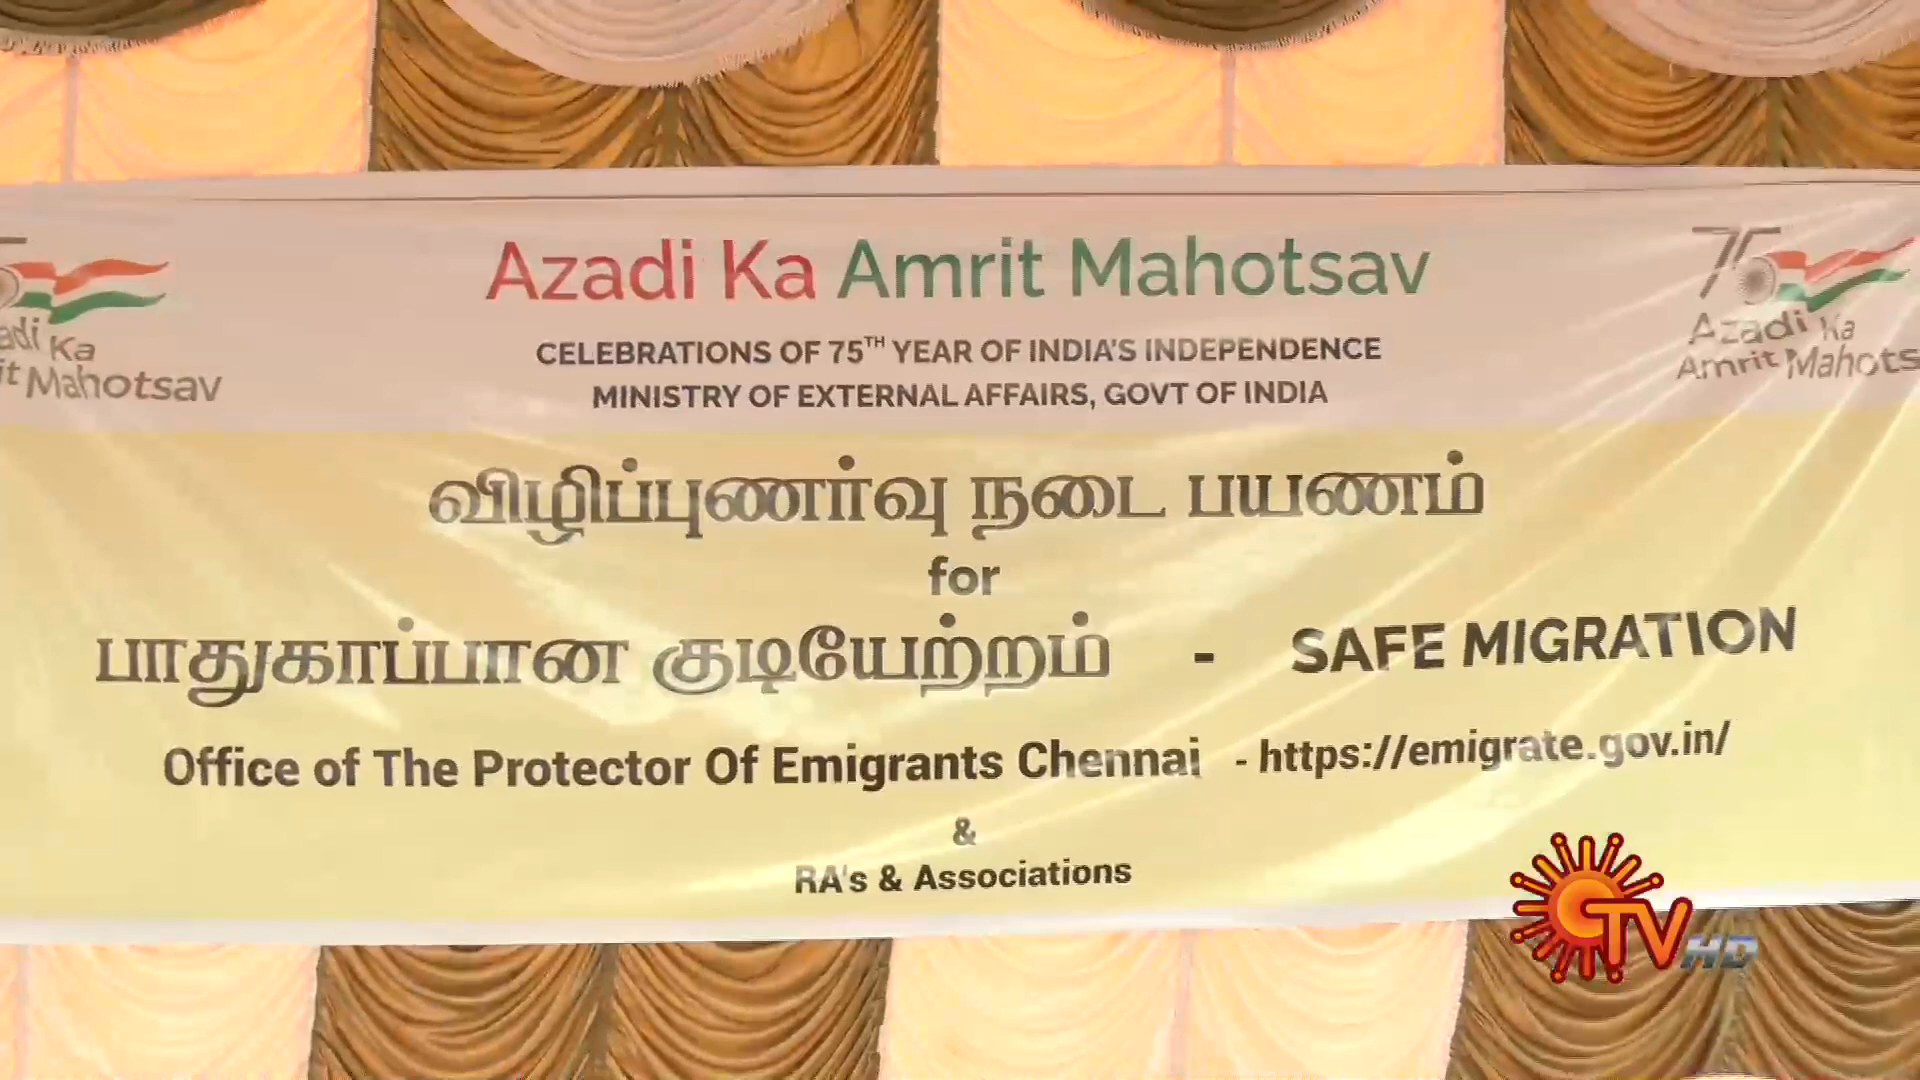 Azadi Ka Amrit Mahotsav
CELEBRATIONS OF 75TH YEAR OF INDIA'S INDEPENDENCE
MINISTRY OF EXTERNAL AFFAIRS, GOVT OF INDIA
Ka
Mahotsav
75
Azadi Ka
Amrit Mahots
விழிப்புணர்வு நடை பயணம்
for
பாதுகாப்பான குடியேற்றம் - SAFE MIGRATION
Office of The Protector Of Emigrants Chennai - https://emigrate.gov.in/
&
RA's & Associations
TV HD